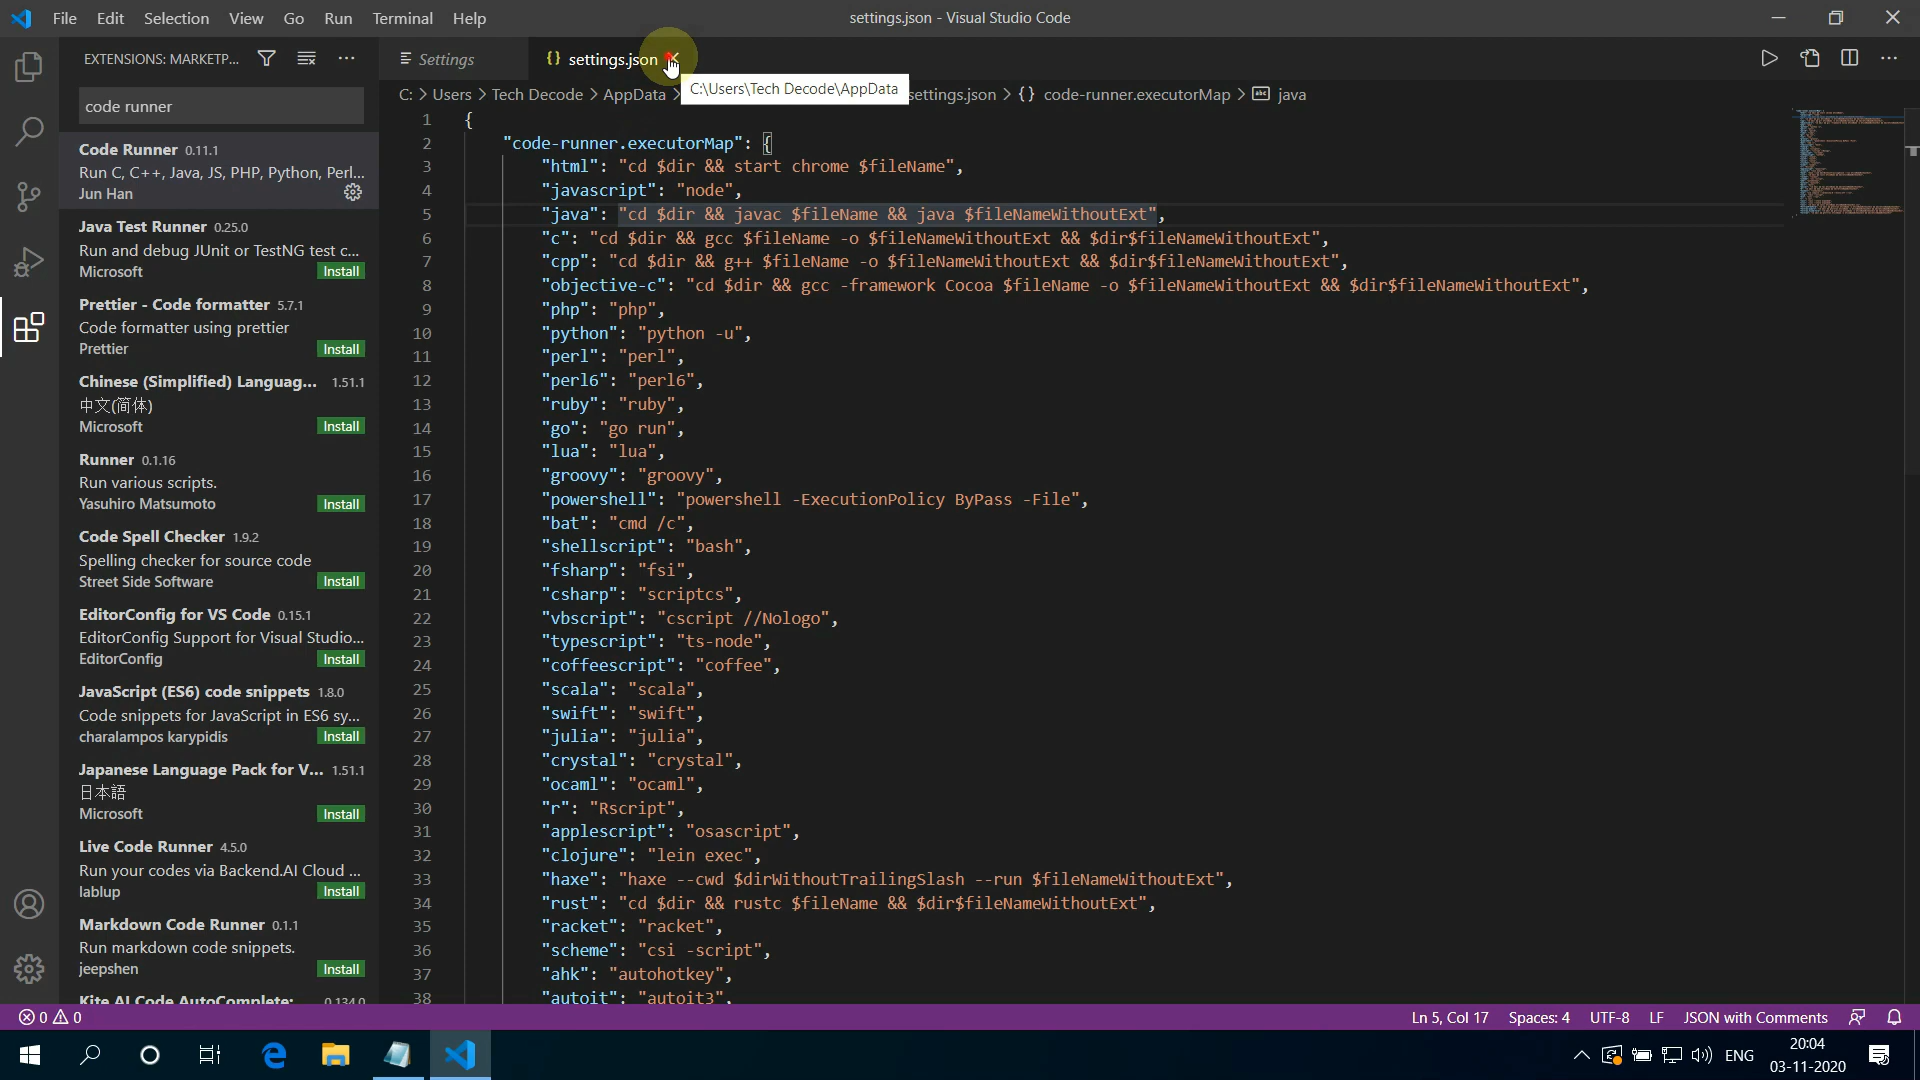 File Edit Selection View Go Run Terminal Help
settings.json - Visual Studio Code
EXTENSIONS: MARKETP...
code runner
Code Runner 0.11.1
Run C, C++, Java, JS, PHP, Python, Perl...
Jun Han
Java Test Runner 0.25.0
Run and debug JUnit or TestNG test c...
Microsoft Install
Prettier - Code formatter 5.7.1
Code formatter using prettier
Prettier Install
Chinese (Simplified) Languag... 1.51.1
中文(简体)
Microsoft Install
Runner 0.1.16
Run various scripts.
Yasuhiro Matsumoto Install
Code Spell Checker 1.9.2
Spelling checker for source code
Street Side Software Install
EditorConfig for VS Code 0.15.1
EditorConfig Support for Visual Studio...
EditorConfig Install
JavaScript (ES6) code snippets 1.8.0
Code snippets for JavaScript in ES6 sy...
charalampos karypidis Install
Japanese Language Pack for V... 1.51.1
日本語
Microsoft Install
Live Code Runner 4.5.0
Run your codes via Backend.AI Cloud ...
lablup Install
Markdown Code Runner 0.1.1
Run markdown code snippets.
jeepshen Install
Kite AI Code AutoComplete: 0.134.0
Settings
{} settings.json
C:\Users\Tech Decode\AppData
C: > Users > Tech Decode > AppData > settings.json > {} code-runner.executorMap > abc java
1 {
2 "code-runner.executorMap": {
3 "html": "cd $dir && start chrome $fileName",
4 "javascript": "node",
5 "java": "cd $dir && javac $fileName && java $fileNameWithoutExt",
6 "c": "cd $dir && gcc $fileName -o $fileNameWithoutExt && $dir$fileNameWithoutExt",
7 "cpp": "cd $dir && g++ $fileName -o $fileNameWithoutExt && $dir$fileNameWithoutExt",
8 "objective-c": "cd $dir && gcc -framework Cocoa $fileName -o $fileNameWithoutExt && $dir$fileNameWithoutExt",
9 "php": "php",
10 "python": "python -u",
11 "perl": "perl",
12 "perl6": "perl6",
13 "ruby": "ruby",
14 "go": "go run",
15 "lua": "lua",
16 "groovy": "groovy",
17 "powershell": "powershell -ExecutionPolicy ByPass -File",
18 "bat": "cmd /c",
19 "shellscript": "bash",
20 "fsharp": "fsi",
21 "csharp": "scriptcs",
22 "vbscript": "cscript //Nologo",
23 "typescript": "ts-node",
24 "coffeescript": "coffee",
25 "scala": "scala",
26 "swift": "swift",
27 "julia": "julia",
28 "crystal": "crystal",
29 "ocaml": "ocaml",
30 "r": "Rscript",
31 "applescript": "osascript",
32 "clojure": "lein exec",
33 "haxe": "haxe --cwd $dirWithoutTrailingSlash --run $fileNameWithoutExt",
34 "rust": "cd $dir && rustc $fileName && $dir$fileNameWithoutExt",
35 "racket": "racket",
36 "scheme": "csi -script",
37 "ahk": "autohotkey",
38 "autoit": "autoit3",
0 0
Ln 5, Col 17 Spaces: 4 UTF-8 LF JSON with Comments
ENG
20:04
03-11-2020